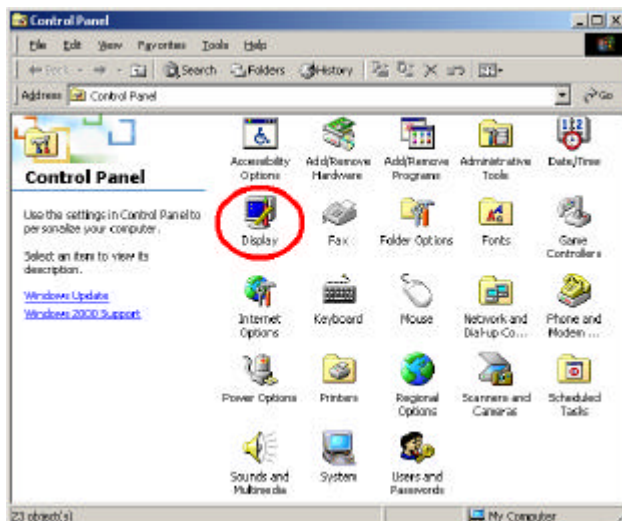 Control Panel
File Edit View Favorites Tools Help
Back Search Folders History
Address Control Panel Go
Control Panel
Use the settings in Control Panel to
personalize your computer.
Select an item to view its
description.
Windows Update
Windows 2000 Support
Accessibility
Options
Add/Remove
Hardware
Add/Remove
Programs
Administrative
Tools
Date/Time
Display
Fax
Folder Options
Fonts
Game
Controllers
Internet
Options
Keyboard
Mouse
Network and
Dial-up Co...
Phone and
Modem ...
Power Options
Printers
Regional
Options
Scanners and
Cameras
Scheduled
Tasks
Sounds and
Multimedia
System
Users and
Passwords
23 object(s)
My Computer